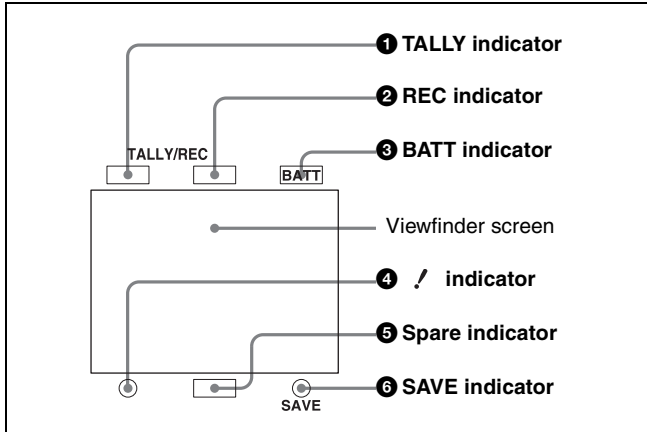 ❶ TALLY indicator
❷ REC indicator
❸ BATT indicator
TALLY/REC
BATT
Viewfinder screen
❹ ! indicator
❺ Spare indicator
❻ SAVE indicator
SAVE